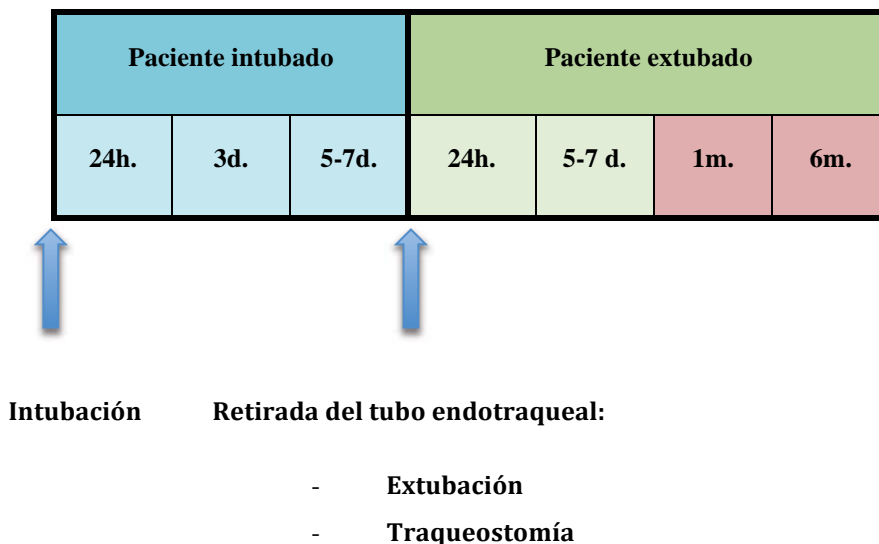 Paciente intubado Paciente extubado
24h. 3d. 5-7d. 24h. 5-7 d. 1m. 6m.
Intubación Retirada del tubo endotraqueal:
- Extubación
- Traqueostomía